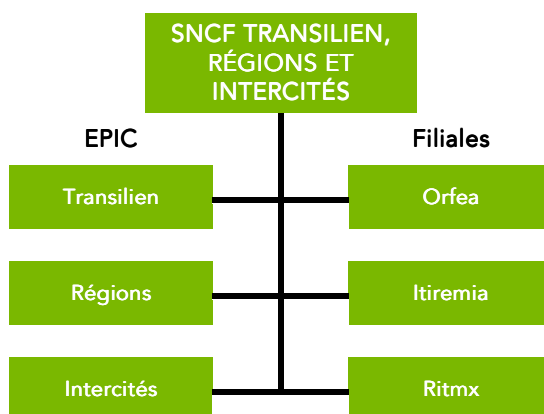 SNCF TRANSILIEN,
RÉGIONS ET
INTERCITÉS
EPIC
Filiales
Transilien
Orfea
Régions
Itiremia
Intercités
Ritmx